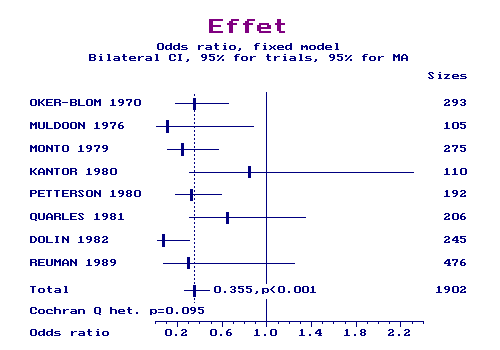 Effet
Odds ratio, fixed model
Bilateral CI, 95% for trials, 95% for MA
Sizes
OKER-BLOM 1970 293
MULDOON 1976 105
MONTO 1979 275
KANTOR 1980 110
PETTERSON 1980 192
QUARLES 1981 206
DOLIN 1982 245
REUMAN 1989 476
Total 0.355,p<0.001 1902
Cochran Q het. p=0.095
Odds ratio 0.2 0.6 1.0 1.4 1.8 2.2